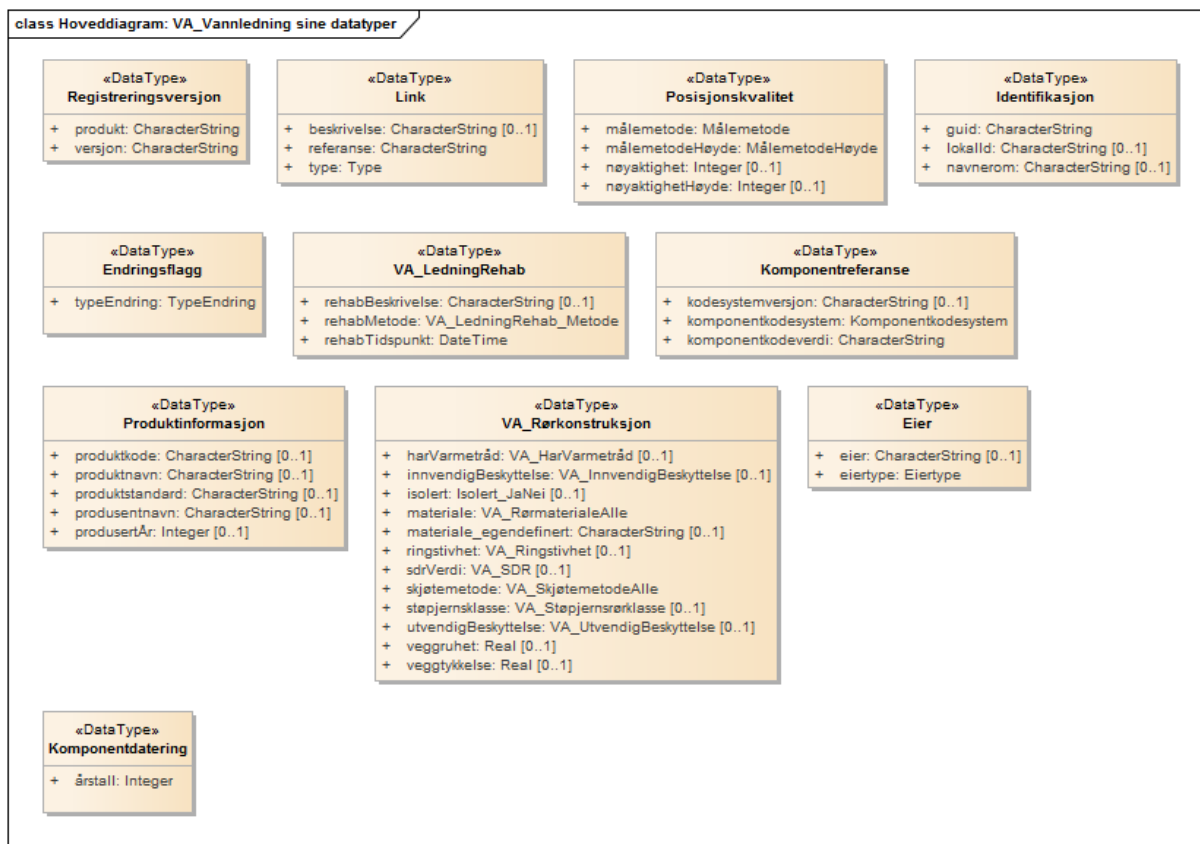 class Hoveddiagram: VA_Vannledning sine datatyper
«DataType»
Registreringsversjon
+ produkt: CharacterString
+ versjon: CharacterString
«DataType»
Link
+ beskrivelse: CharacterString [0..1]
+ referanse: CharacterString
+ type: Type
«DataType»
Posisjonskvalitet
+ målemetode: Målemetode
+ målemetodeHøyde: MålemetodeHøyde
+ nøyaktighet: Integer [0..1]
+ nøyaktighetHøyde: Integer [0..1]
«DataType»
Identifikasjon
+ guid: CharacterString
+ lokalId: CharacterString [0..1]
+ navnerom: CharacterString [0..1]
«DataType»
Endringsflagg
+ typeEndring: TypeEndring
«DataType»
VA_LedningRehab
+ rehabBeskrivelse: CharacterString [0..1]
+ rehabMetode: VA_LedningRehab_Metode
+ rehabTidspunkt: DateTime
«DataType»
Komponentreferanse
+ kodesystemversjon: CharacterString [0..1]
+ komponentkodesystem: Komponentkodesystem
+ komponentkodeverdi: CharacterString
«DataType»
Produktinformasjon
+ produktkode: CharacterString [0..1]
+ produktnavn: CharacterString [0..1]
+ produktstandard: CharacterString [0..1]
+ produsentnavn: CharacterString [0..1]
+ produsertÅr: Integer [0..1]
«DataType»
VA_Rørkonstruksjon
+ harVarmetråd: VA_HarVarmetråd [0..1]
+ innvendigBeskyttelse: VA_InnvendigBeskyttelse [0..1]
+ isolert: Isolert_JaNei [0..1]
+ materiale: VA_RørmaterialeAlle
+ materiale_egendefinert: CharacterString [0..1]
+ ringstivhet: VA_Ringstivhet [0..1]
+ sdrVerdi: VA_SDR [0..1]
+ skjøtemetode: VA_SkjøtemetodeAlle
+ støpjernsklasse: VA_Støpjernsrørklasse [0..1]
+ utvendigBeskyttelse: VA_UtvendigBeskyttelse [0..1]
+ veggruhet: Real [0..1]
+ veggtykkelse: Real [0..1]
«DataType»
Eier
+ eier: CharacterString [0..1]
+ eiertype: Eiertype
«DataType»
Komponentdatering
+ årstall: Integer